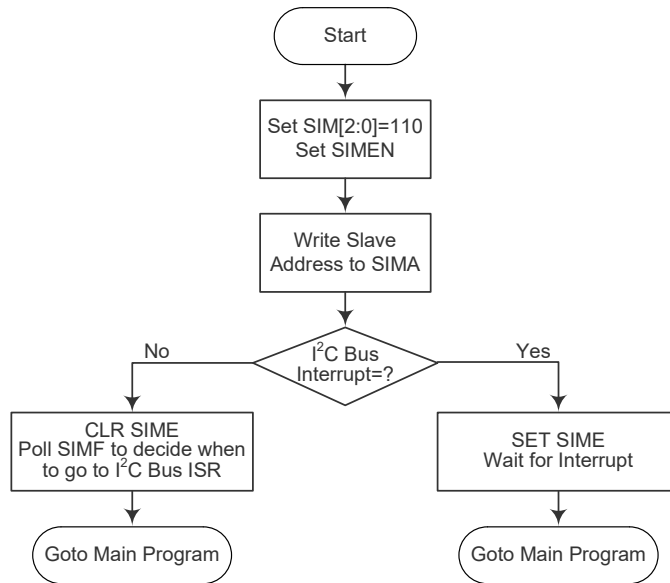 Start
Set SIM[2:0]=110
Set SIMEN
Write Slave
Address to SIMA
I²C Bus
Interrupt=?
No
Yes
CLR SIME
Poll SIMF to decide when
to go to I²C Bus ISR
SET SIME
Wait for Interrupt
Goto Main Program
Goto Main Program